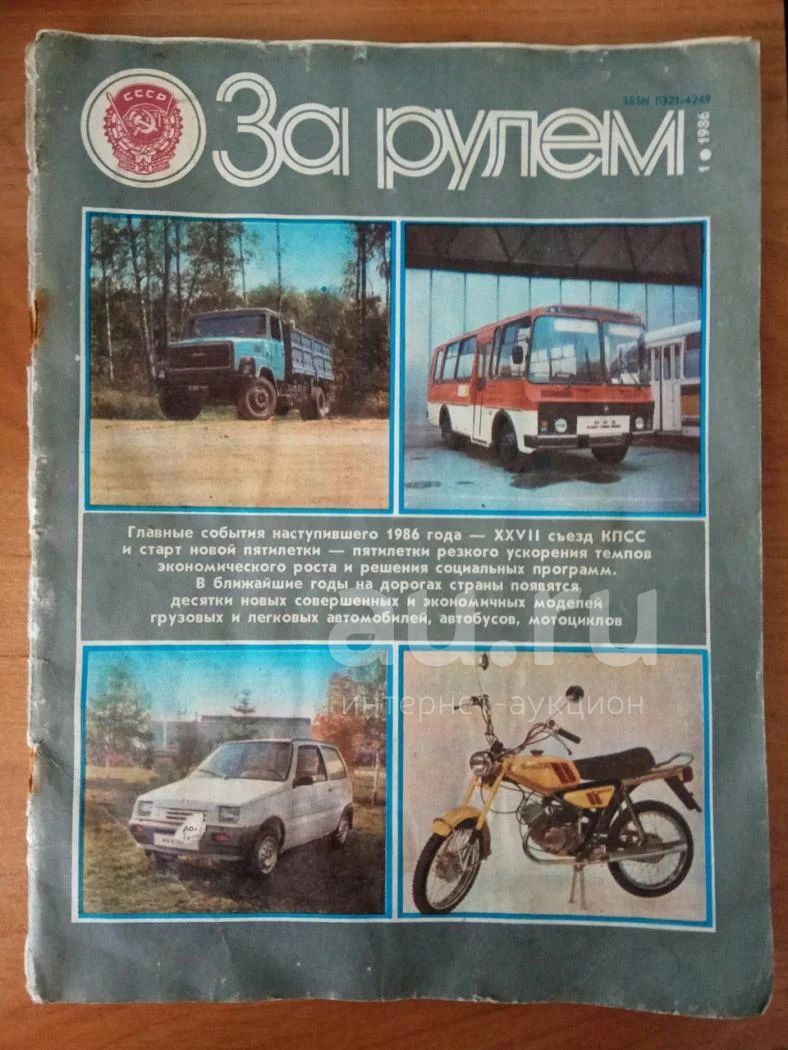 СССР
За рулем
ISSN 0321-4249
1 • 1986
Главные события наступившего 1986 года — XXVII съезд КПСС
и старт новой пятилетки — пятилетки резкого ускорения темпов
экономического роста и решения социальных программ.
В ближайшие годы на дорогах страны появятся
десятки новых совершенных и экономичных моделей
грузовых и легковых автомобилей, автобусов, мотоциклов
au.ru
интернет-аукцион